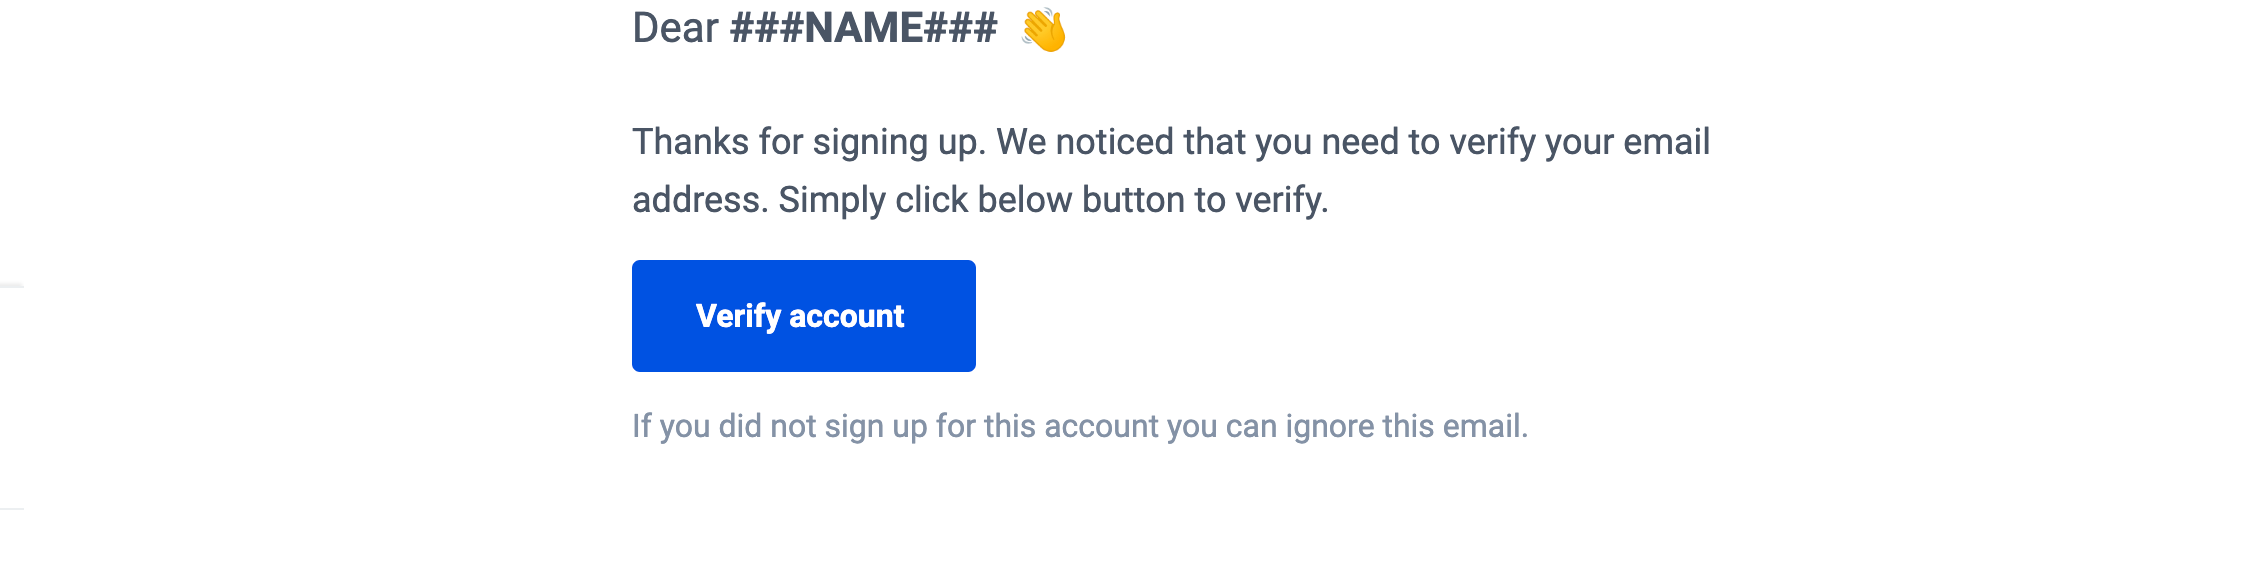 Dear ###NAME### 👋
Thanks for signing up. We noticed that you need to verify your email
address. Simply click below button to verify.
Verify account
If you did not sign up for this account you can ignore this email.